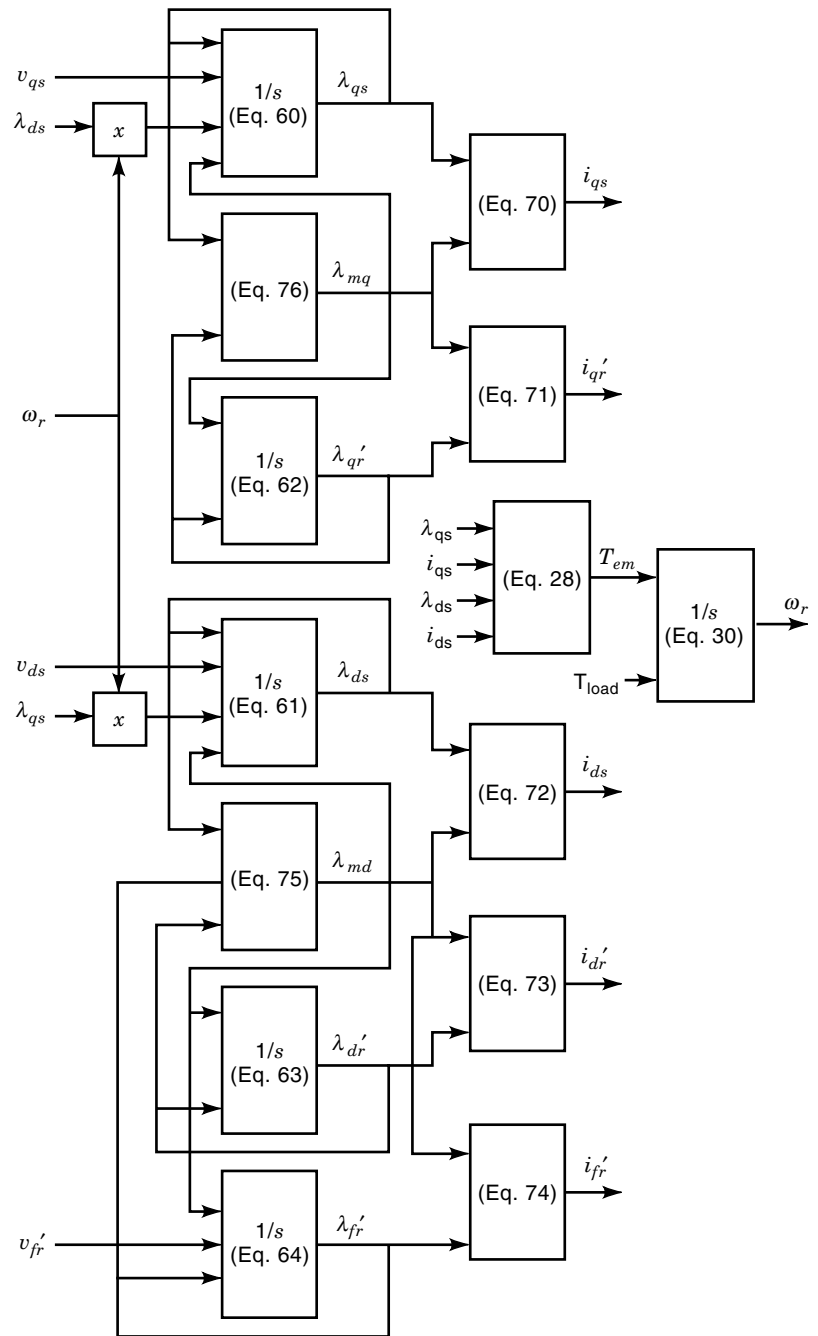 v_qs
λ_ds
x
1/s
(Eq. 60)
λ_qs
(Eq. 70)
i_qs
(Eq. 76)
λ_mq
(Eq. 71)
i_qr′
ω_r
1/s
(Eq. 62)
λ_qr′
λ_qs
i_qs
λ_ds
i_ds
(Eq. 28)
T_em
1/s
(Eq. 30)
ω_r
T_load
v_ds
λ_qs
x
1/s
(Eq. 61)
λ_ds
(Eq. 72)
i_ds
(Eq. 75)
λ_md
(Eq. 73)
i_dr′
1/s
(Eq. 63)
λ_dr′
(Eq. 74)
i_fr′
v_fr′
1/s
(Eq. 64)
λ_fr′